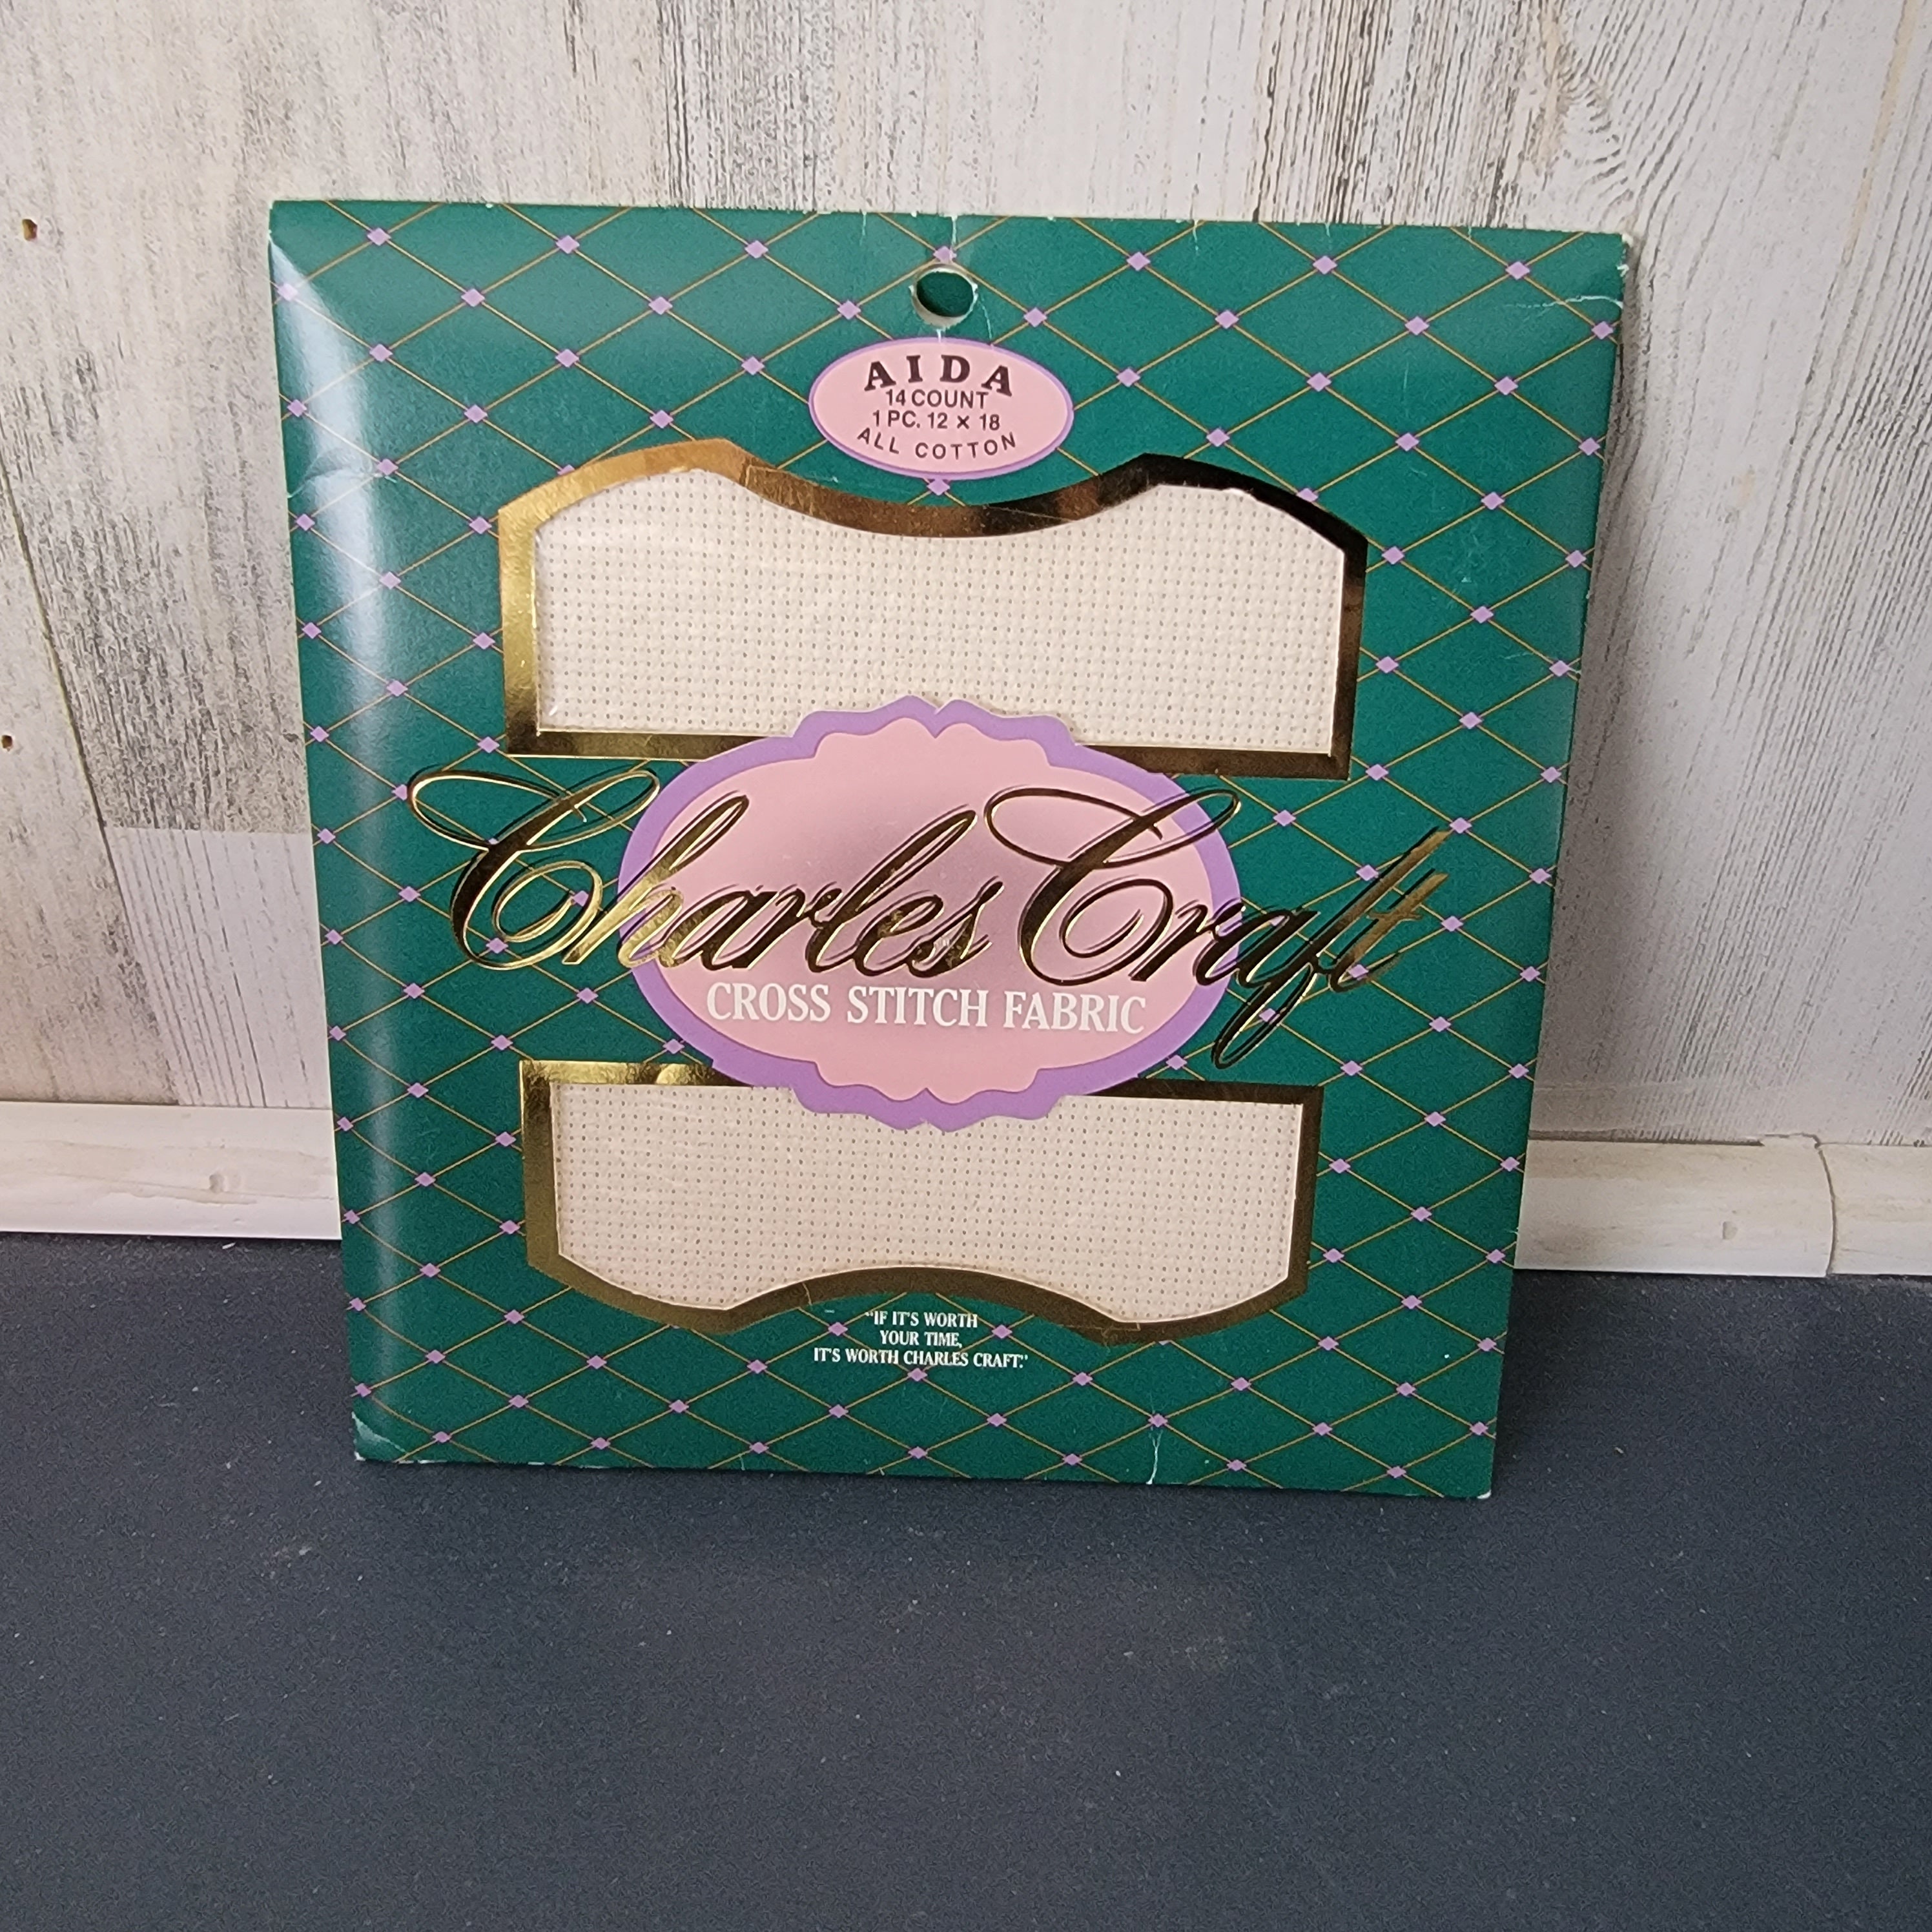 AIDA
14 COUNT
1 PC. 12 × 18
ALL COTTON
Charles Craft
CROSS STITCH FABRIC
"IF IT'S WORTH
YOUR TIME,
IT'S WORTH CHARLES CRAFT."